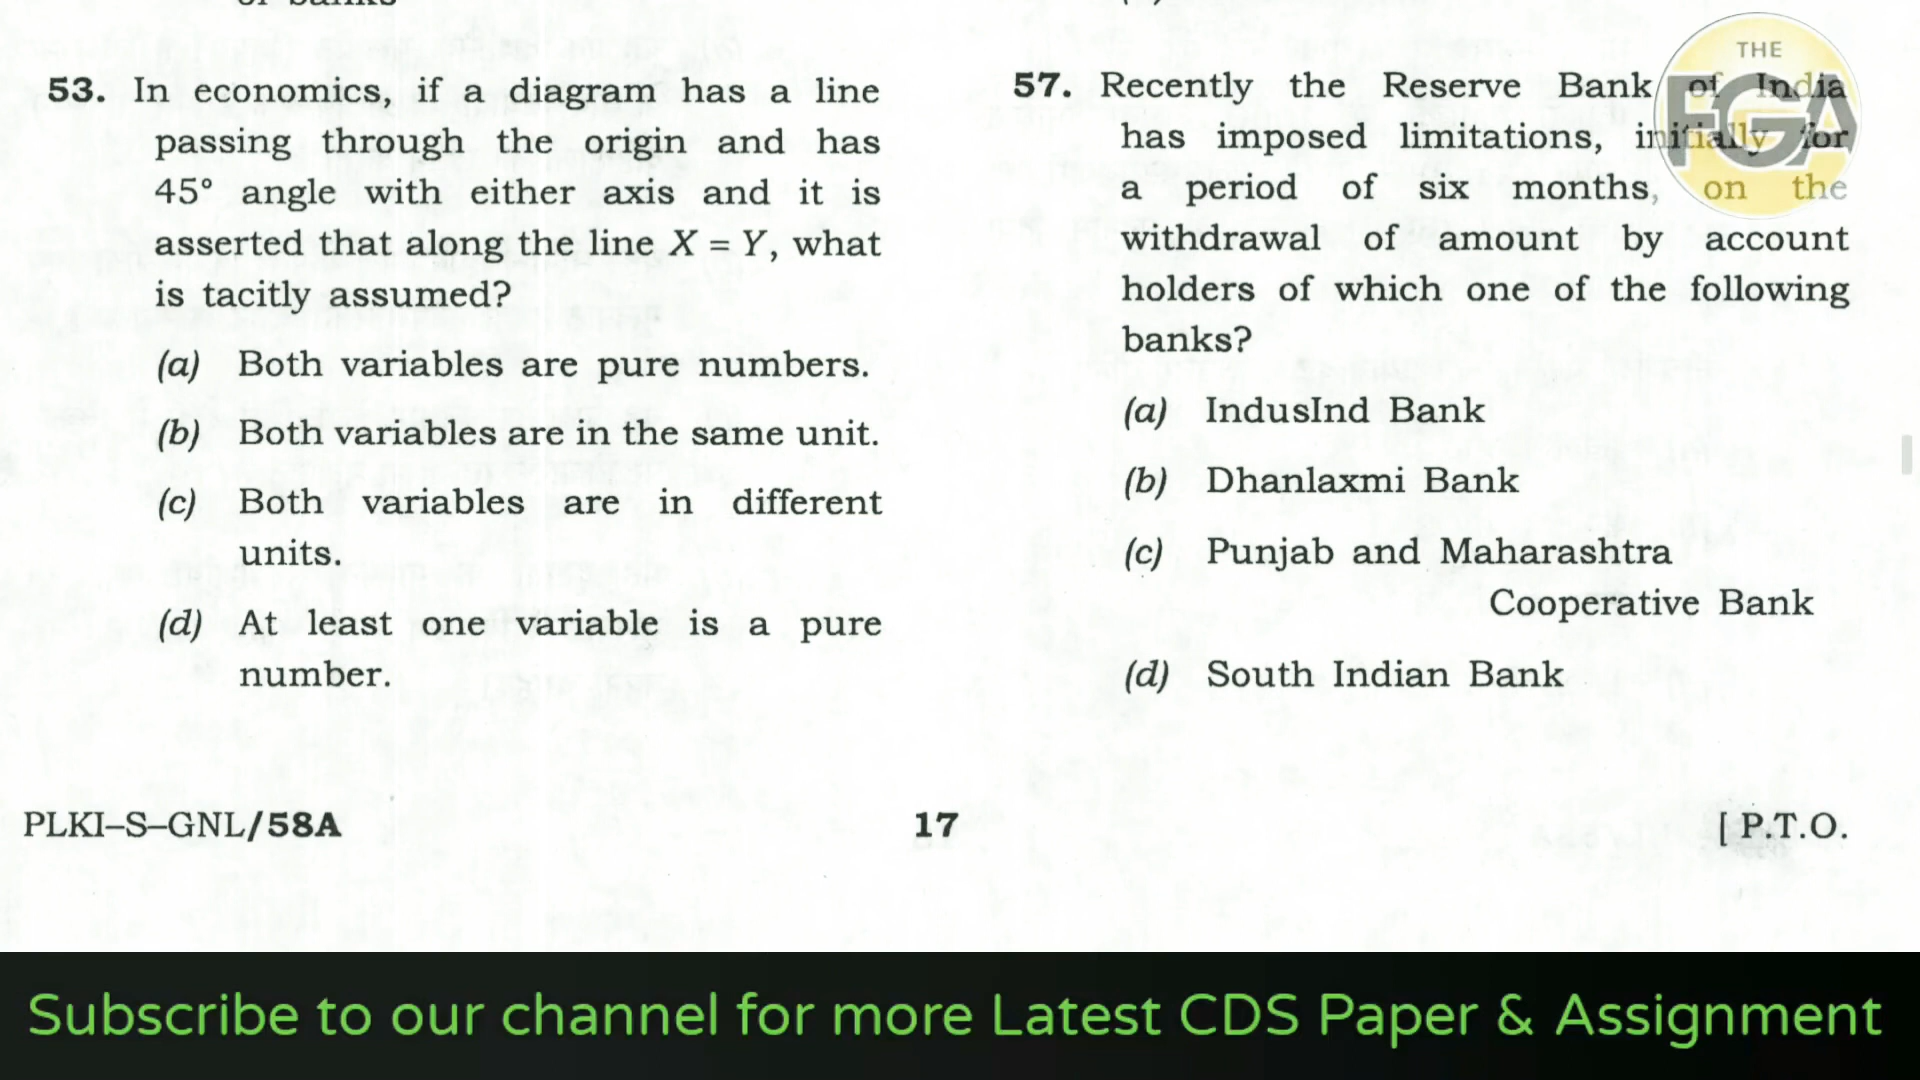 of banks
53. In economics, if a diagram has a line
passing through the origin and has
45° angle with either axis and it is
asserted that along the line X = Y, what
is tacitly assumed?
(a) Both variables are pure numbers.
(b) Both variables are in the same unit.
(c) Both variables are in different
units.
(d) At least one variable is a pure
number.
57. Recently the Reserve Bank of India
has imposed limitations, initially for
a period of six months, on the
withdrawal of amount by account
holders of which one of the following
banks?
(a) IndusInd Bank
(b) Dhanlaxmi Bank
(c) Punjab and Maharashtra
Cooperative Bank
(d) South Indian Bank
THE
FGA
PLKI–S–GNL/58A
17
[ P.T.O.
Subscribe to our channel for more Latest CDS Paper & Assignment